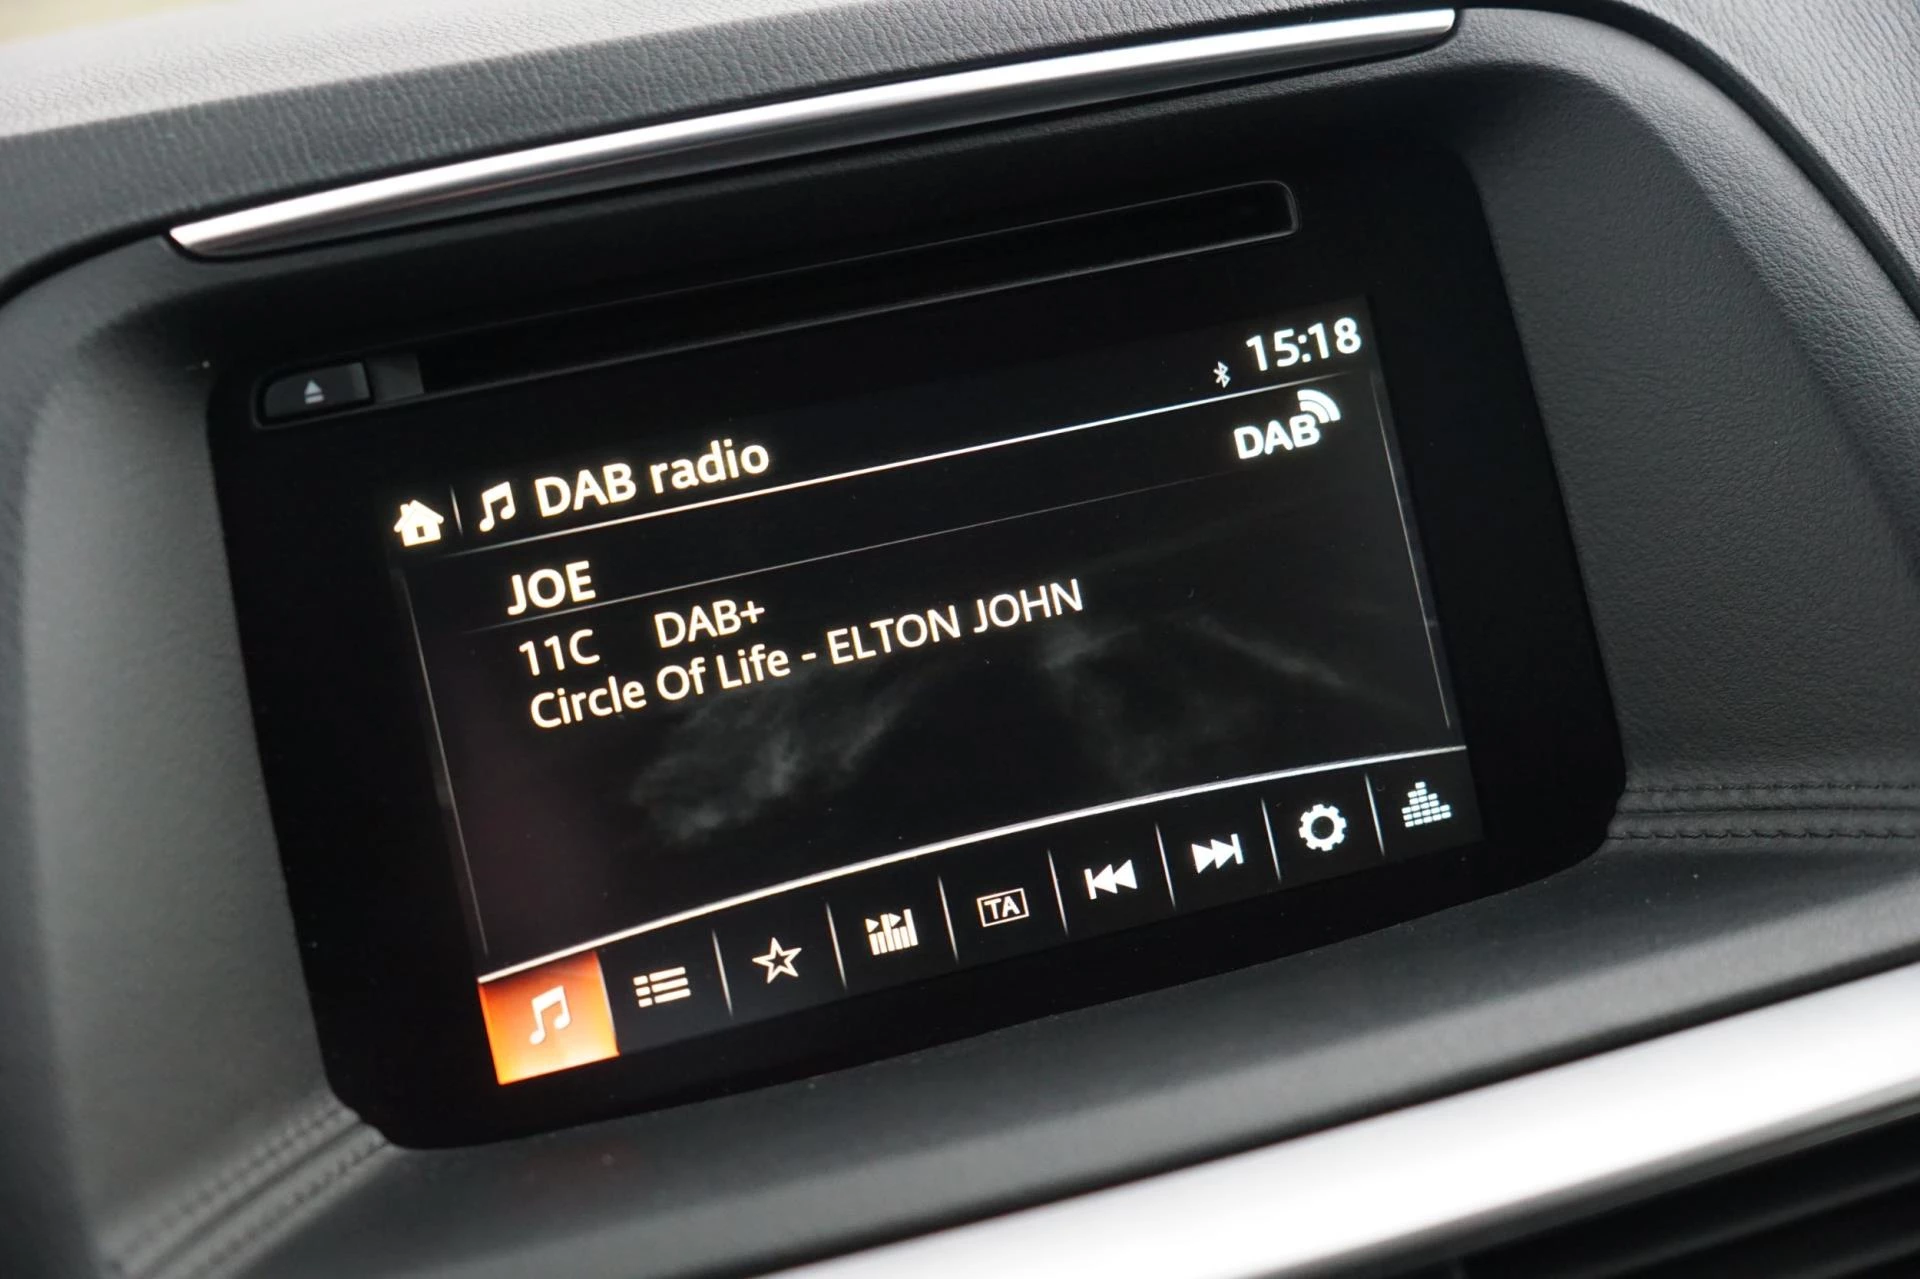 15:18
DAB radio
DAB
JOE
11C DAB+
Circle Of Life - ELTON JOHN
TA